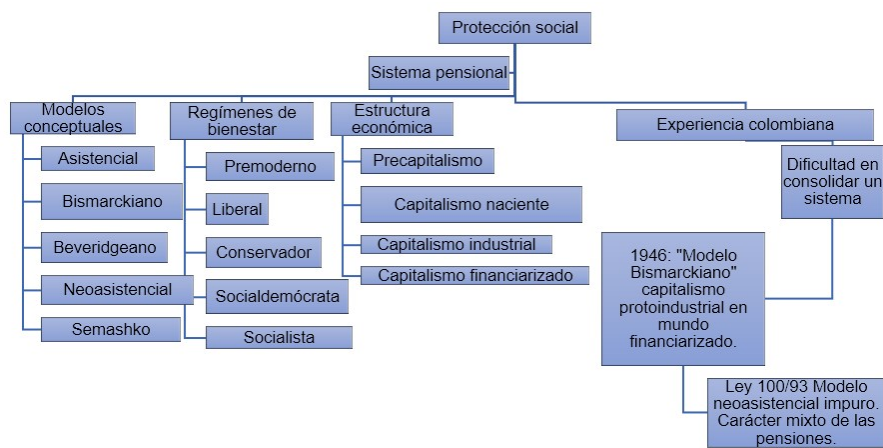 Protección social
Sistema pensional
Modelos
conceptuales
Asistencial
Bismarckiano
Beveridgeano
Neoasistencial
Semashko
Regímenes de
bienestar
Premoderno
Liberal
Conservador
Socialdemócrata
Socialista
Estructura
económica
Precapitalismo
Capitalismo naciente
Capitalismo industrial
Capitalismo financiarizado
Experiencia colombiana
Dificultad en
consolidar un
sistema
1946: "Modelo
Bismarckiano"
capitalismo
protoindustrial en
mundo
financiarizado.
Ley 100/93 Modelo
neoasistencial impuro.
Carácter mixto de las
pensiones.